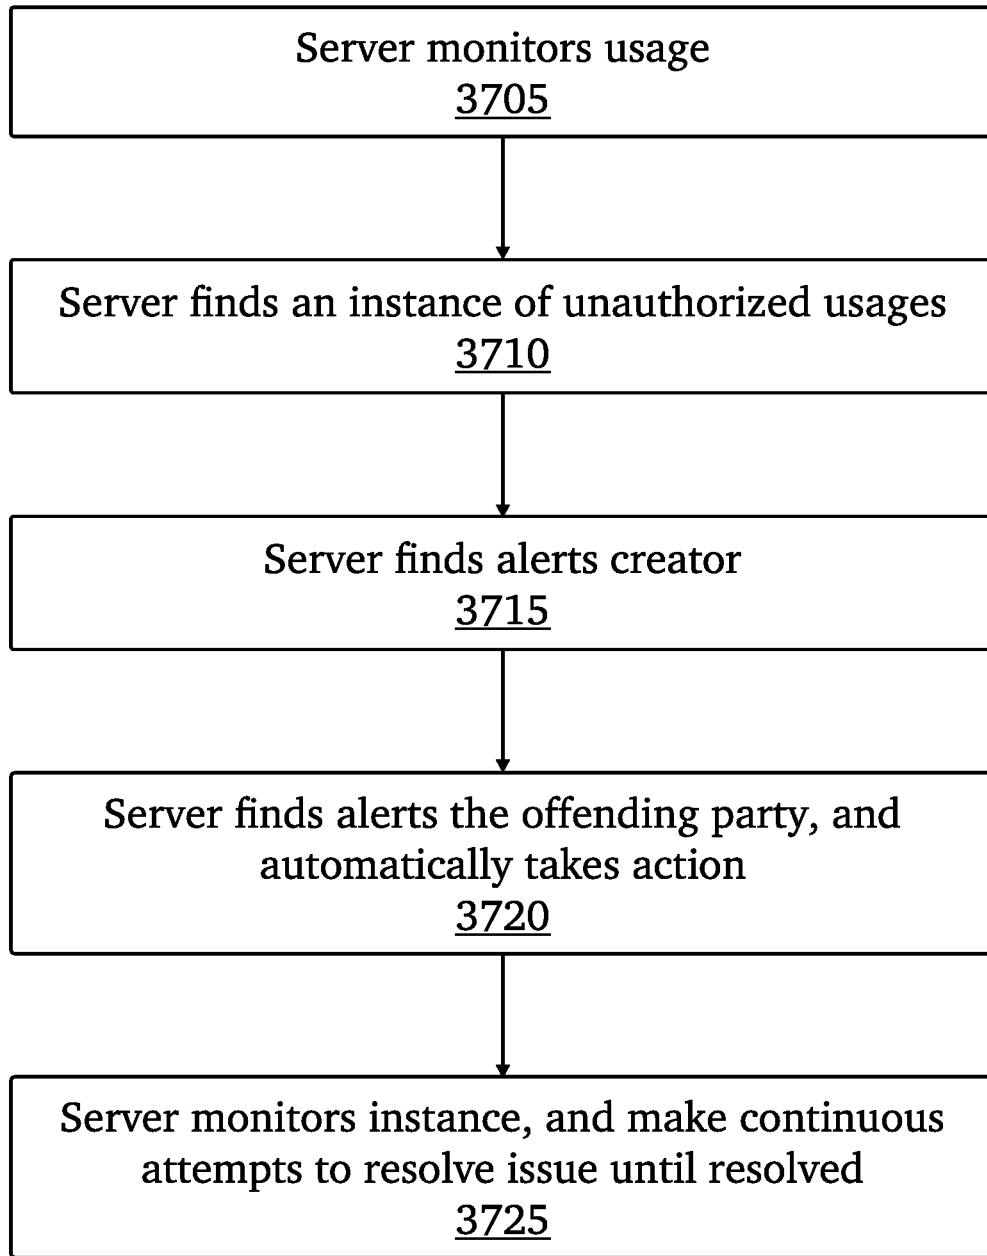 Server monitors usage
3705
Server finds an instance of unauthorized usages
3710
Server finds alerts creator
3715
Server finds alerts the offending party, and
automatically takes action
3720
Server monitors instance, and make continuous
attempts to resolve issue until resolved
3725